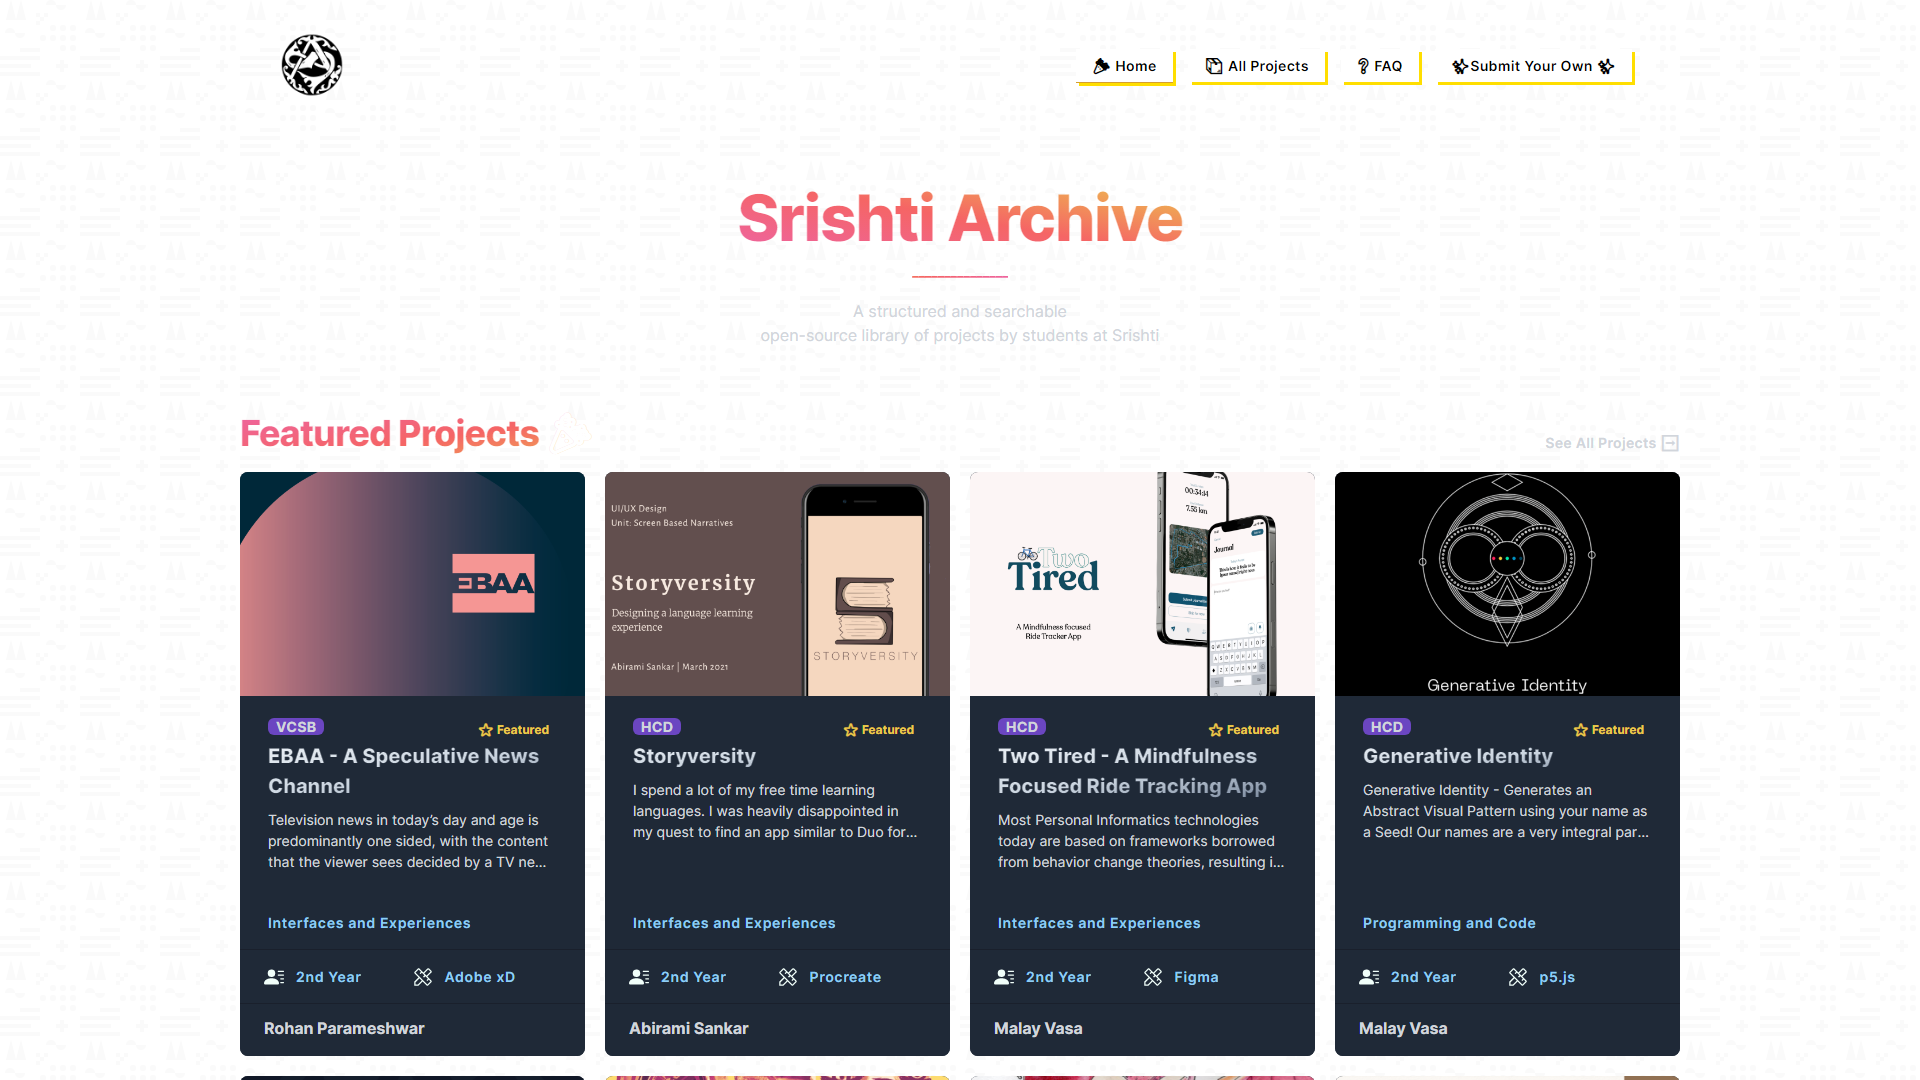 Home
All Projects
FAQ
Submit Your Own
Srishti Archive
A structured and searchable
open-source library of projects by students at Srishti
Featured Projects
See All Projects
EBAA
UI/UX Design
Unit: Screen Based Narratives
Storyversity
Designing a language learning
experience
Abirami Sankar | March 2021
STORYVERSITY
Two
Tired
A Mindfulness focused
Ride Tracker App
00:34:44
7.55 km
Journal
Generative Identity
VCSB
Featured
EBAA - A Speculative News
Channel
Television news in today’s day and age is
predominantly one sided, with the content
that the viewer sees decided by a TV ne...
Interfaces and Experiences
2nd Year
Adobe xD
Rohan Parameshwar
HCD
Featured
Storyversity
I spend a lot of my free time learning
languages. I was heavily disappointed in
my quest to find an app similar to Duo for...
Interfaces and Experiences
2nd Year
Procreate
Abirami Sankar
HCD
Featured
Two Tired - A Mindfulness
Focused Ride Tracking App
Most Personal Informatics technologies
today are based on frameworks borrowed
from behavior change theories, resulting i...
Interfaces and Experiences
2nd Year
Figma
Malay Vasa
HCD
Featured
Generative Identity
Generative Identity - Generates an
Abstract Visual Pattern using your name as
a Seed! Our names are a very integral par...
Programming and Code
2nd Year
p5.js
Malay Vasa